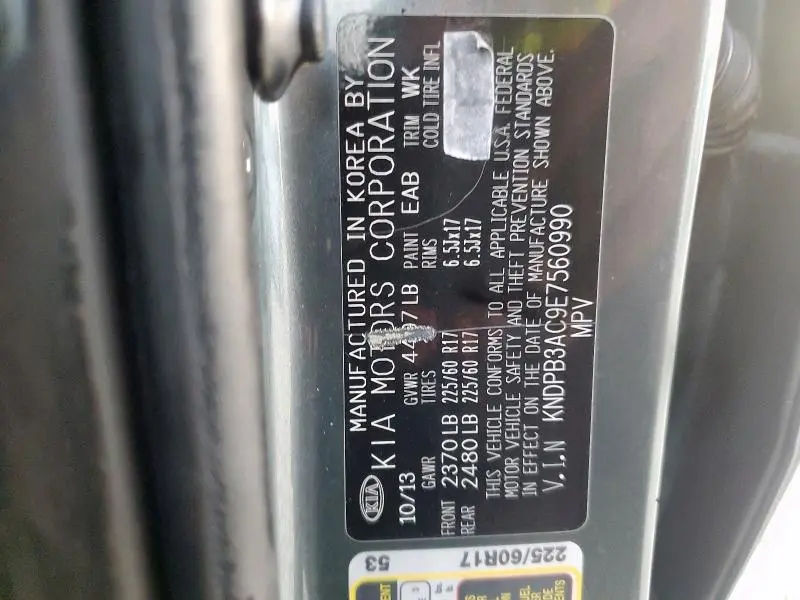 KIA
MANUFACTURED IN KOREA BY
KIA MOTORS CORPORATION
10/13 GVWR 4497 LB PAINT EAB TRIM WK
GAWR TIRES RIMS COLD TIRE INFL
FRONT 2370 LB 225/60 R17 6.5Jx17
REAR 2480 LB 225/60 R17 6.5Jx17
THIS VEHICLE CONFORMS TO ALL APPLICABLE U.S.A. FEDERAL
MOTOR VEHICLE SAFETY AND THEFT PREVENTION STANDARDS
IN EFFECT ON THE DATE OF MANUFACTURE SHOWN ABOVE.
V.I.N KNDPB3AC9E7560990
MPV
225/60R17
53